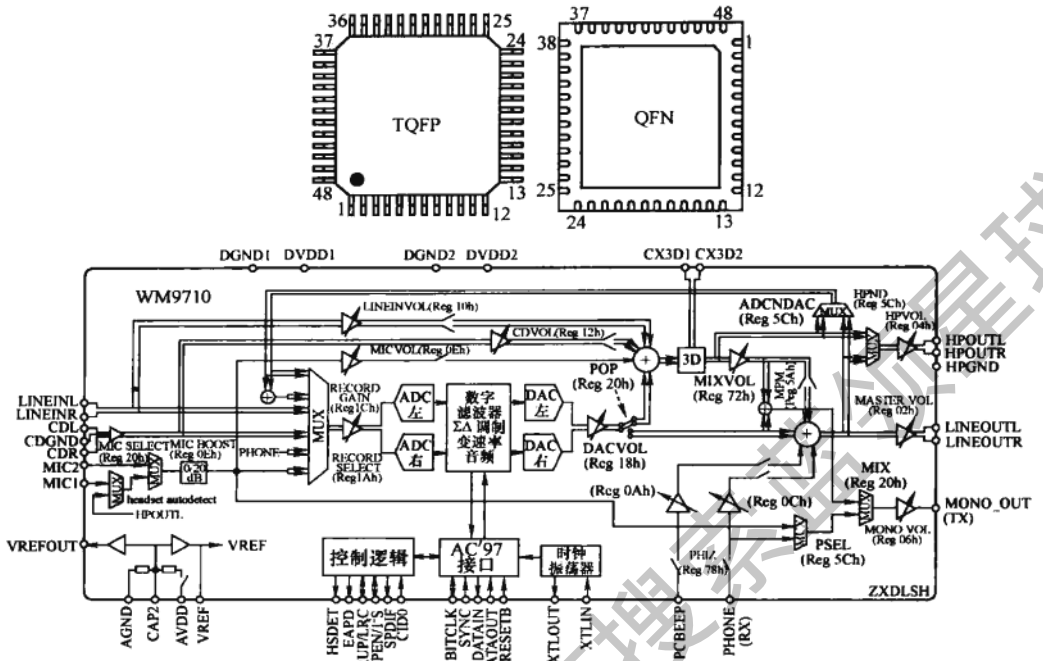 36
25
37
24
TQFP
48
13
1
12
37
48
38
1
QFN
25
12
24
13
DGND1
DVDD1
DGND2
DVDD2
CX3D1
CX3D2
WM9710
LINEINVOL(Reg 10h)
CDVOL(Reg 12h)
MICVOL(Reg 0Eh)
ADCNDAC
(Reg 5Ch)
MUX
HPND
(Reg 5Ch)
MUX
HPVOL
(Reg 04h)
HPOUTL
HPOUTR
HPGND
3D
POP
(Reg 20h)
MIXVOL
(Reg 72h)
MPM
(Reg 5Ah)
MASTER VOL
(Reg 02h)
LINEOUTL
LINEOUTR
LINEINL
LINEINR
CDL
CDGND
CDR
MIC2
MIC1
MIC SELECT
(Reg 20h)
MIC BOOST
(Reg 0Eh)
0/20
dB
MUX
MUX
headset autodetect
HPOUTL
PHONE
MUX
RECORD
GAIN
(Reg1Ch)
RECORD
SELECT
(Reg1Ah)
ADC
左
ADC
右
数字
滤波器
ΣΔ 调制
变速率
音频
DAC
左
DAC
右
DACVOL
(Reg 18h)
(Reg 0Ah)
(Reg 0Ch)
MIX
(Reg 20h)
MUX
MONO_OUT
(TX)
MONO VOL
(Reg 06h)
MUX
PSEL
(Reg 5Ch)
PHIZ
(Reg 78h)
VREFOUT
VREF
控制逻辑
AC'97
接口
时钟
振荡器
ZXDLSH
AGND
CAP2
AVDD
VREF
HSDET
EAPD
SPDIF
CID0
BITCLK
SYNC
RESETB
XTLOUT
XTLIN
PCBEEP
PHONE
(RX)